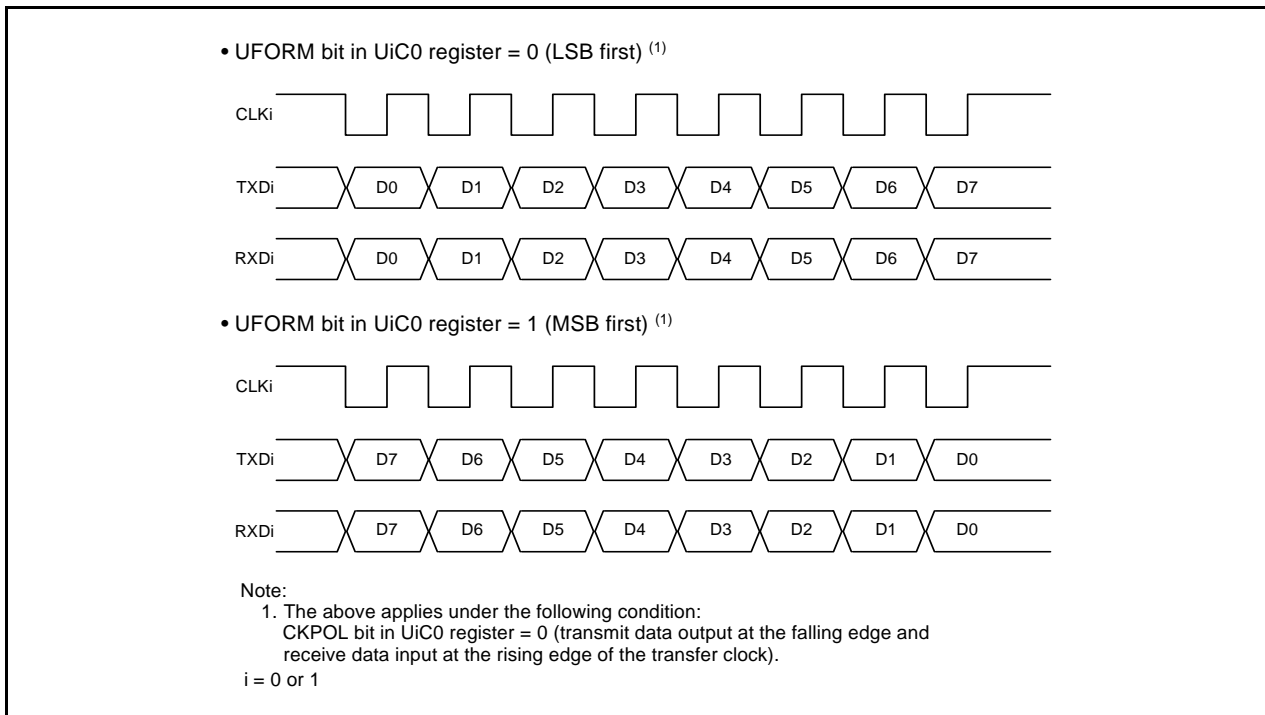 • UFORM bit in UiC0 register = 0 (LSB first) (1)
CLKi
TXDi D0 D1 D2 D3 D4 D5 D6 D7
RXDi D0 D1 D2 D3 D4 D5 D6 D7
• UFORM bit in UiC0 register = 1 (MSB first) (1)
CLKi
TXDi D7 D6 D5 D4 D3 D2 D1 D0
RXDi D7 D6 D5 D4 D3 D2 D1 D0
Note:
1. The above applies under the following condition:
CKPOL bit in UiC0 register = 0 (transmit data output at the falling edge and
receive data input at the rising edge of the transfer clock).
i = 0 or 1